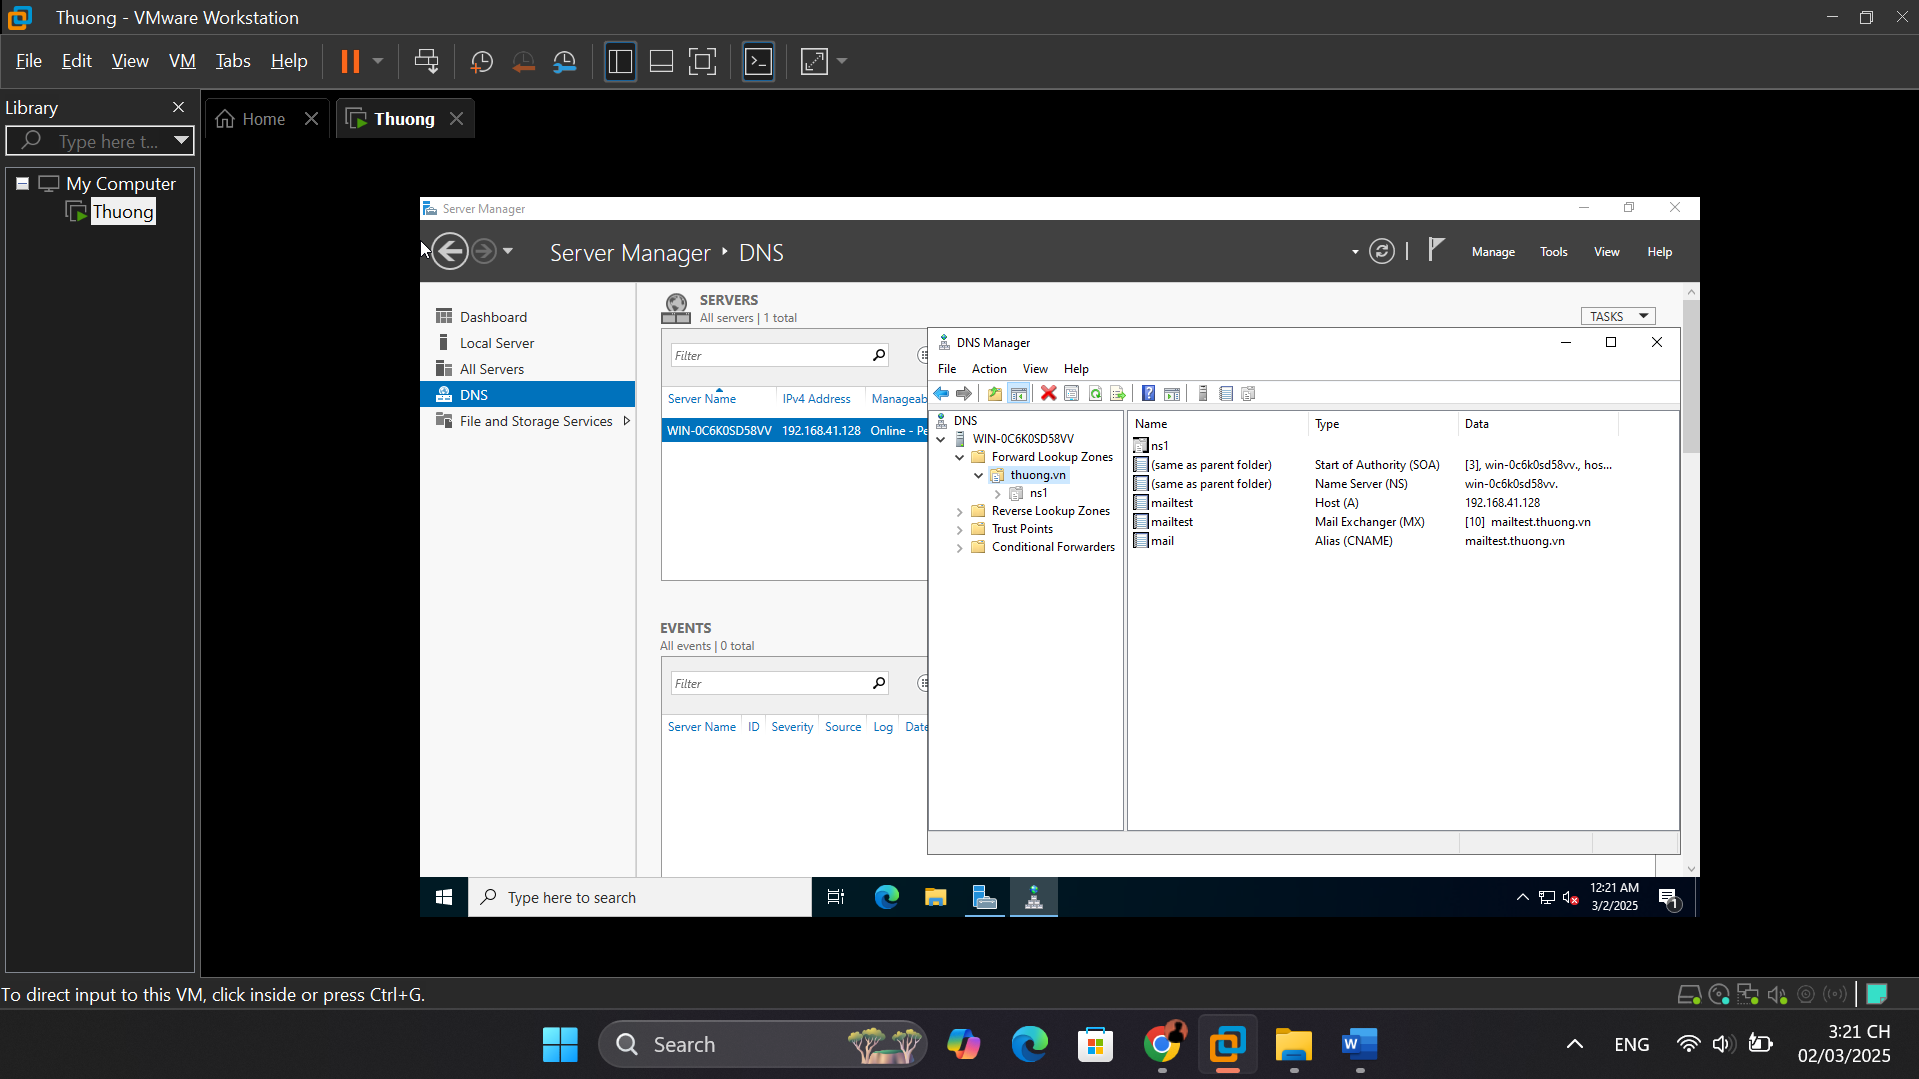 Thuong - VMware Workstation
File Edit View VM Tabs Help
Library
Type here t...
My Computer
Thuong
Home
Thuong
Server Manager
Server Manager DNS
Manage Tools View Help
Dashboard
Local Server
All Servers
DNS
File and Storage Services
SERVERS
All servers | 1 total
TASKS
Filter
Server Name IPv4 Address Manageab
WIN-0C6K0SD58VV 192.168.41.128 Online - Pe
EVENTS
All events | 0 total
Filter
Server Name ID Severity Source Log Date
DNS Manager
File Action View Help
DNS
WIN-0C6K0SD58VV
Forward Lookup Zones
thuong.vn
ns1
Reverse Lookup Zones
Trust Points
Conditional Forwarders
Name Type Data
ns1
(same as parent folder) Start of Authority (SOA) [3], win-0c6k0sd58vv., hos...
(same as parent folder) Name Server (NS) win-0c6k0sd58vv.
mailtest Host (A) 192.168.41.128
mailtest Mail Exchanger (MX) [10] mailtest.thuong.vn
mail Alias (CNAME) mailtest.thuong.vn
Type here to search
12:21 AM
3/2/2025
1
To direct input to this VM, click inside or press Ctrl+G.
Search
W
ENG
3:21 CH
02/03/2025